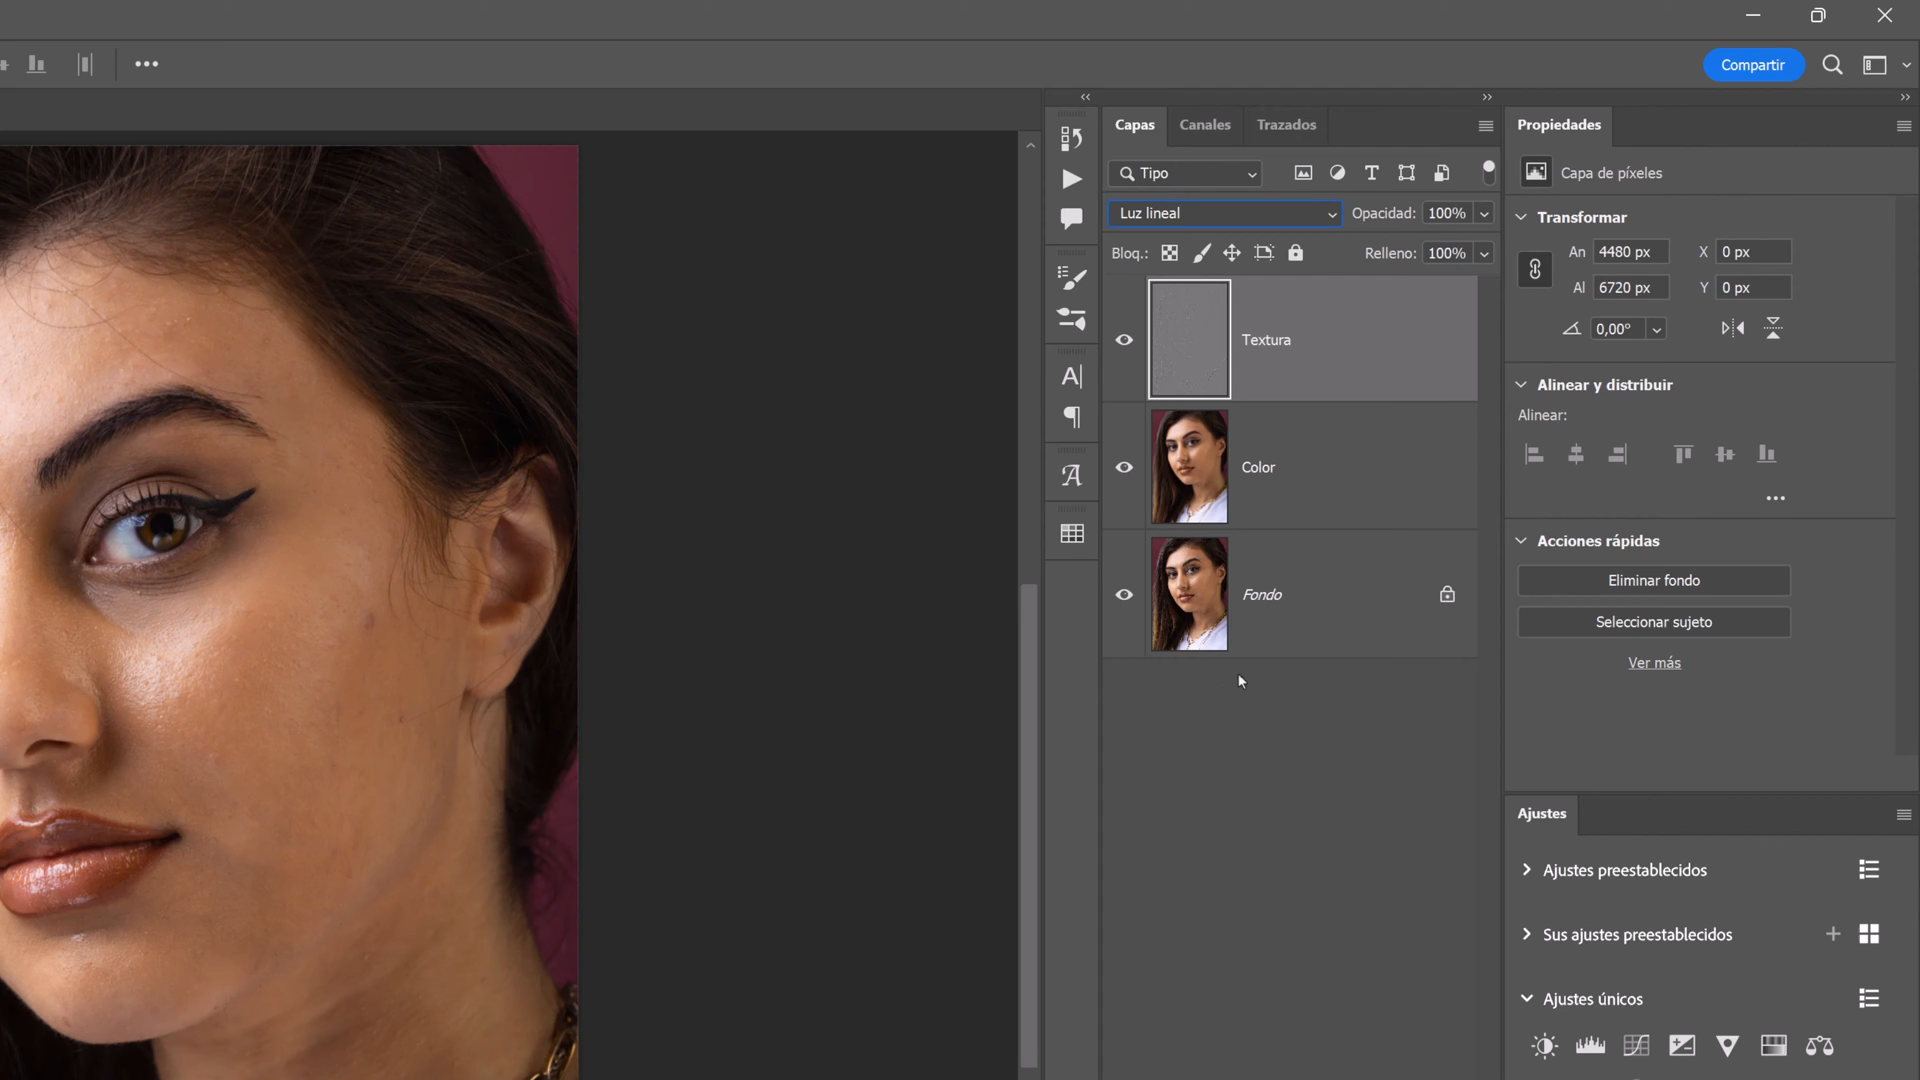 Compartir
Capas Canales Trazados
Tipo
Luz lineal Opacidad: 100%
Bloq.: Relleno: 100%
Textura
Color
Fondo
Propiedades
Capa de píxeles
Transformar
An 4480 px X 0 px
Al 6720 px Y 0 px
0,00°
Alinear y distribuir
Alinear:
Acciones rápidas
Eliminar fondo
Seleccionar sujeto
Ver más
Ajustes
Ajustes preestablecidos
Sus ajustes preestablecidos
Ajustes únicos